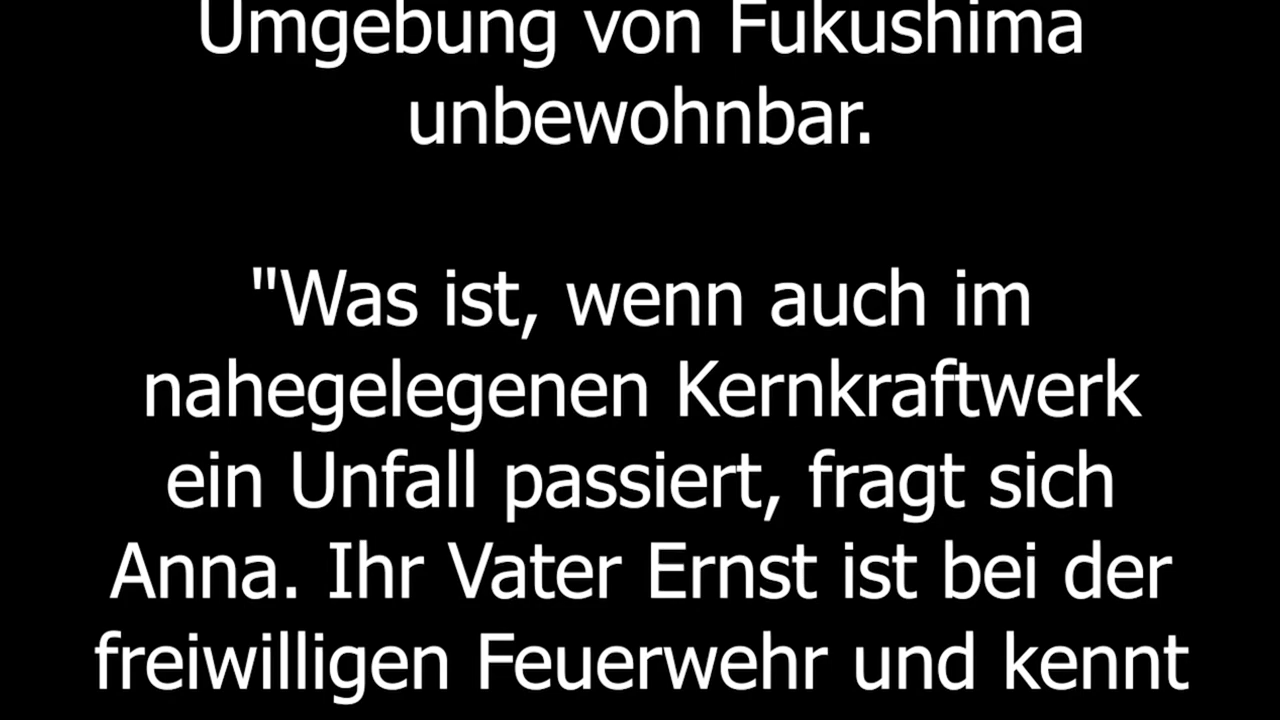 Umgebung von Fukushima
unbewohnbar.
"Was ist, wenn auch im
nahegelegenen Kernkraftwerk
ein Unfall passiert, fragt sich
Anna. Ihr Vater Ernst ist bei der
freiwilligen Feuerwehr und kennt